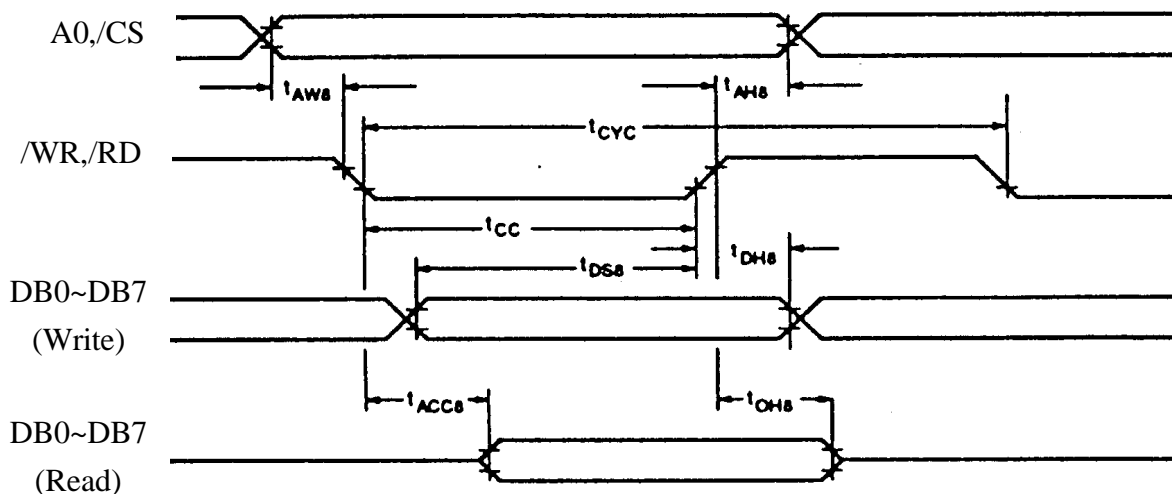 A0,/CS
tAW8
tAH8
tCYC
/WR,/RD
tCC
tDH8
tDS8
DB0~DB7
(Write)
tACC8
tOH8
DB0~DB7
(Read)